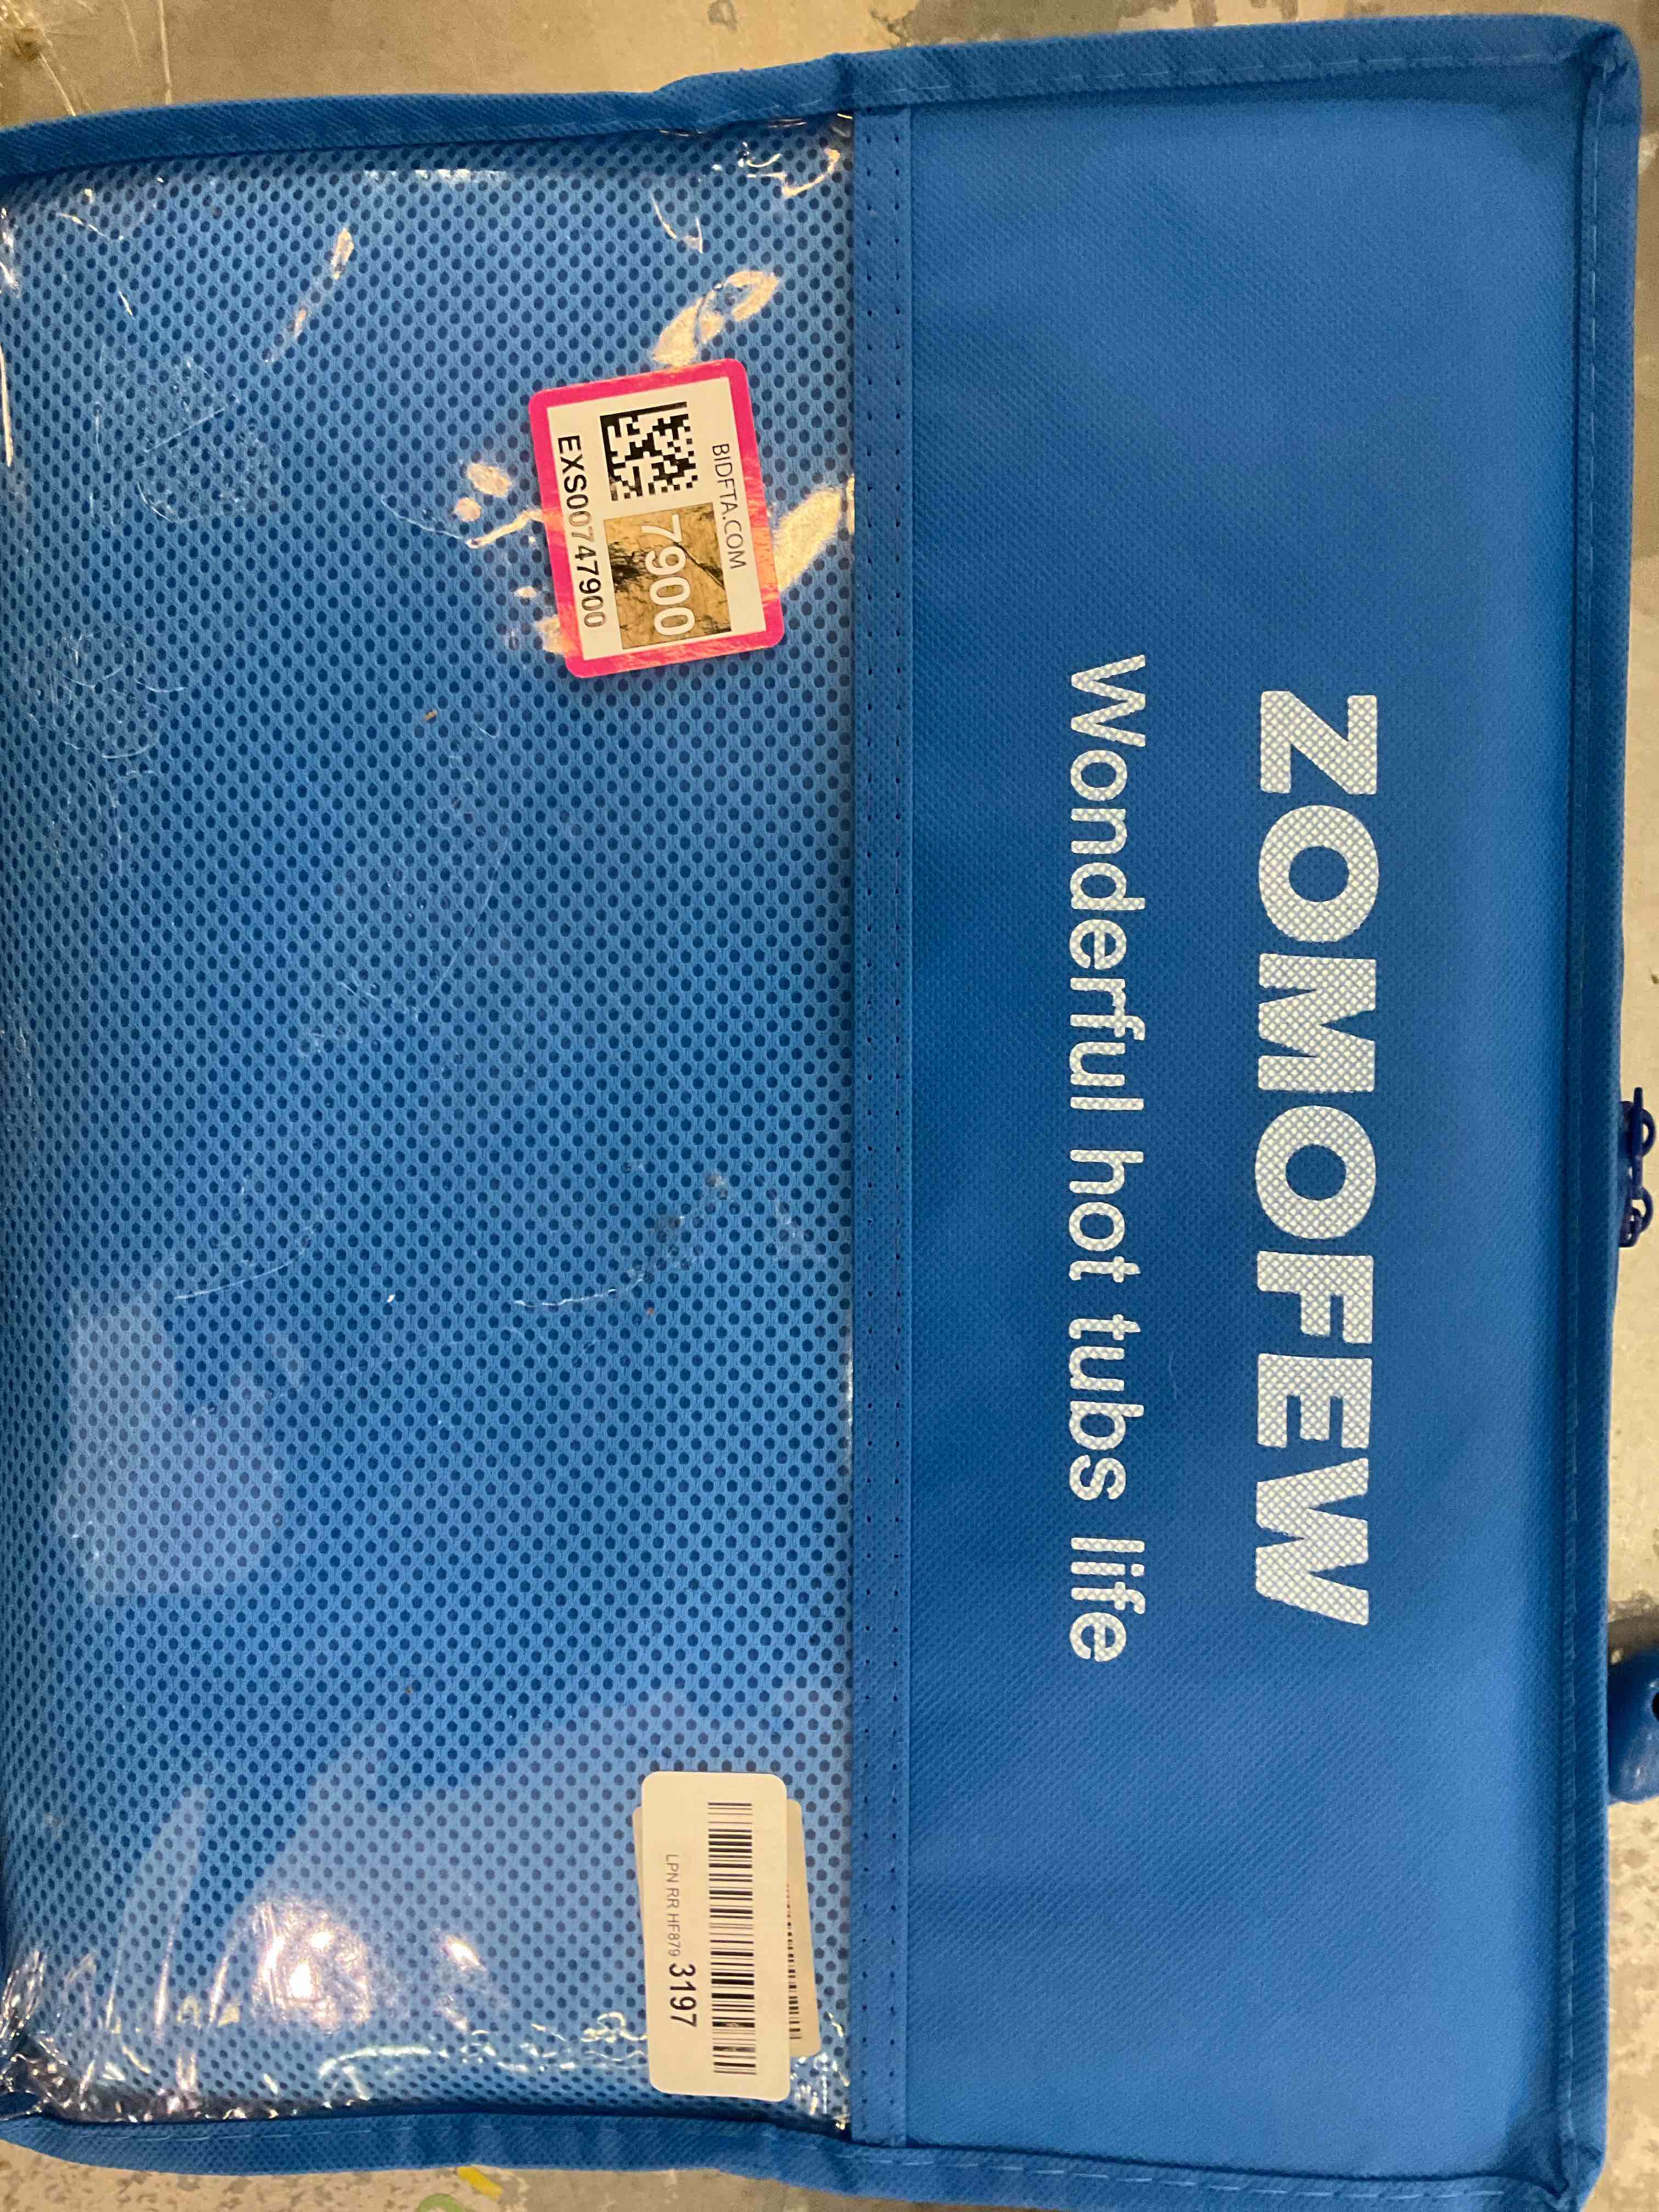 ZOMOFEW
Wonderful hot tubs life
BIDFTA.COM
7900
EXS00747900
LPN RR HF879 3197